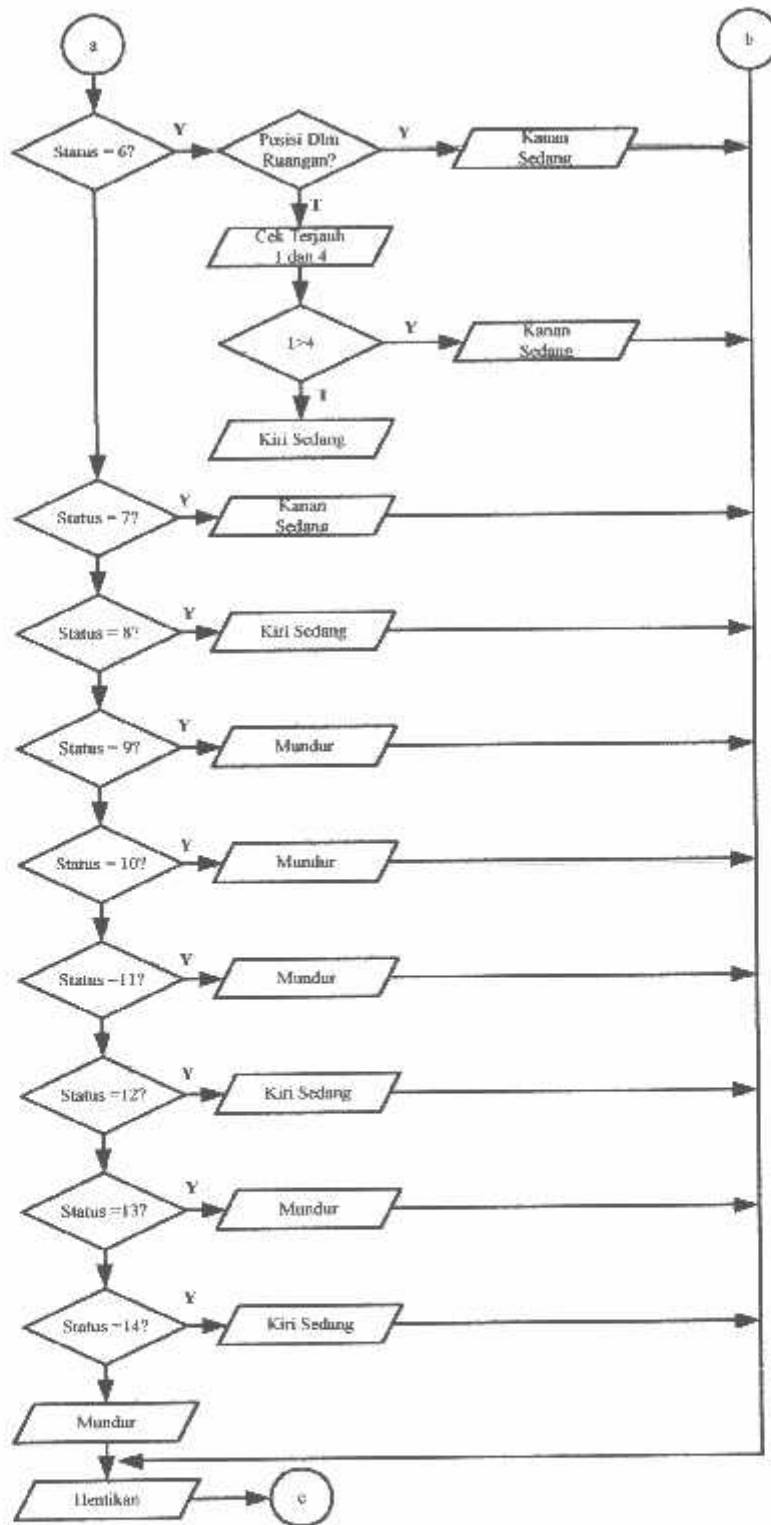 a
b
Status = 6?
Y
Posisi Dlm
Ruangan?
Y
Kanan
Sedang
T
Cek Terjauh
1 dan 4
1>4
Y
Kanan
Sedang
T
Kiri Sedang
Status = 7?
Y
Kanan
Sedang
Status = 8?
Y
Kiri Sedang
Status = 9?
Y
Mundur
Status = 10?
Y
Mundur
Status =11?
Y
Mundur
Status =12?
Y
Kiri Sedang
Status =13?
Y
Mundur
Status =14?
Y
Kiri Sedang
Mundur
Hentikan
c